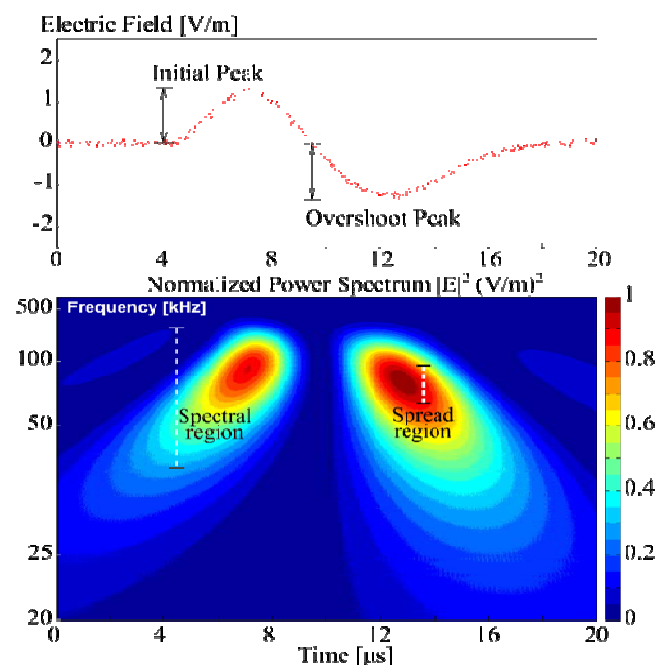 Electric Field [V/m]
2
1
0
-1
-2
Initial Peak
Overshoot Peak
0 4 8 12 16 20
Normalized Power Spectrum |E|² (V/m)²
500
100
50
25
20
Frequency [kHz]
Spectral
region
Spread
region
1
0.8
0.6
0.4
0.2
0
0 4 8 12 16 20
Time [µs]